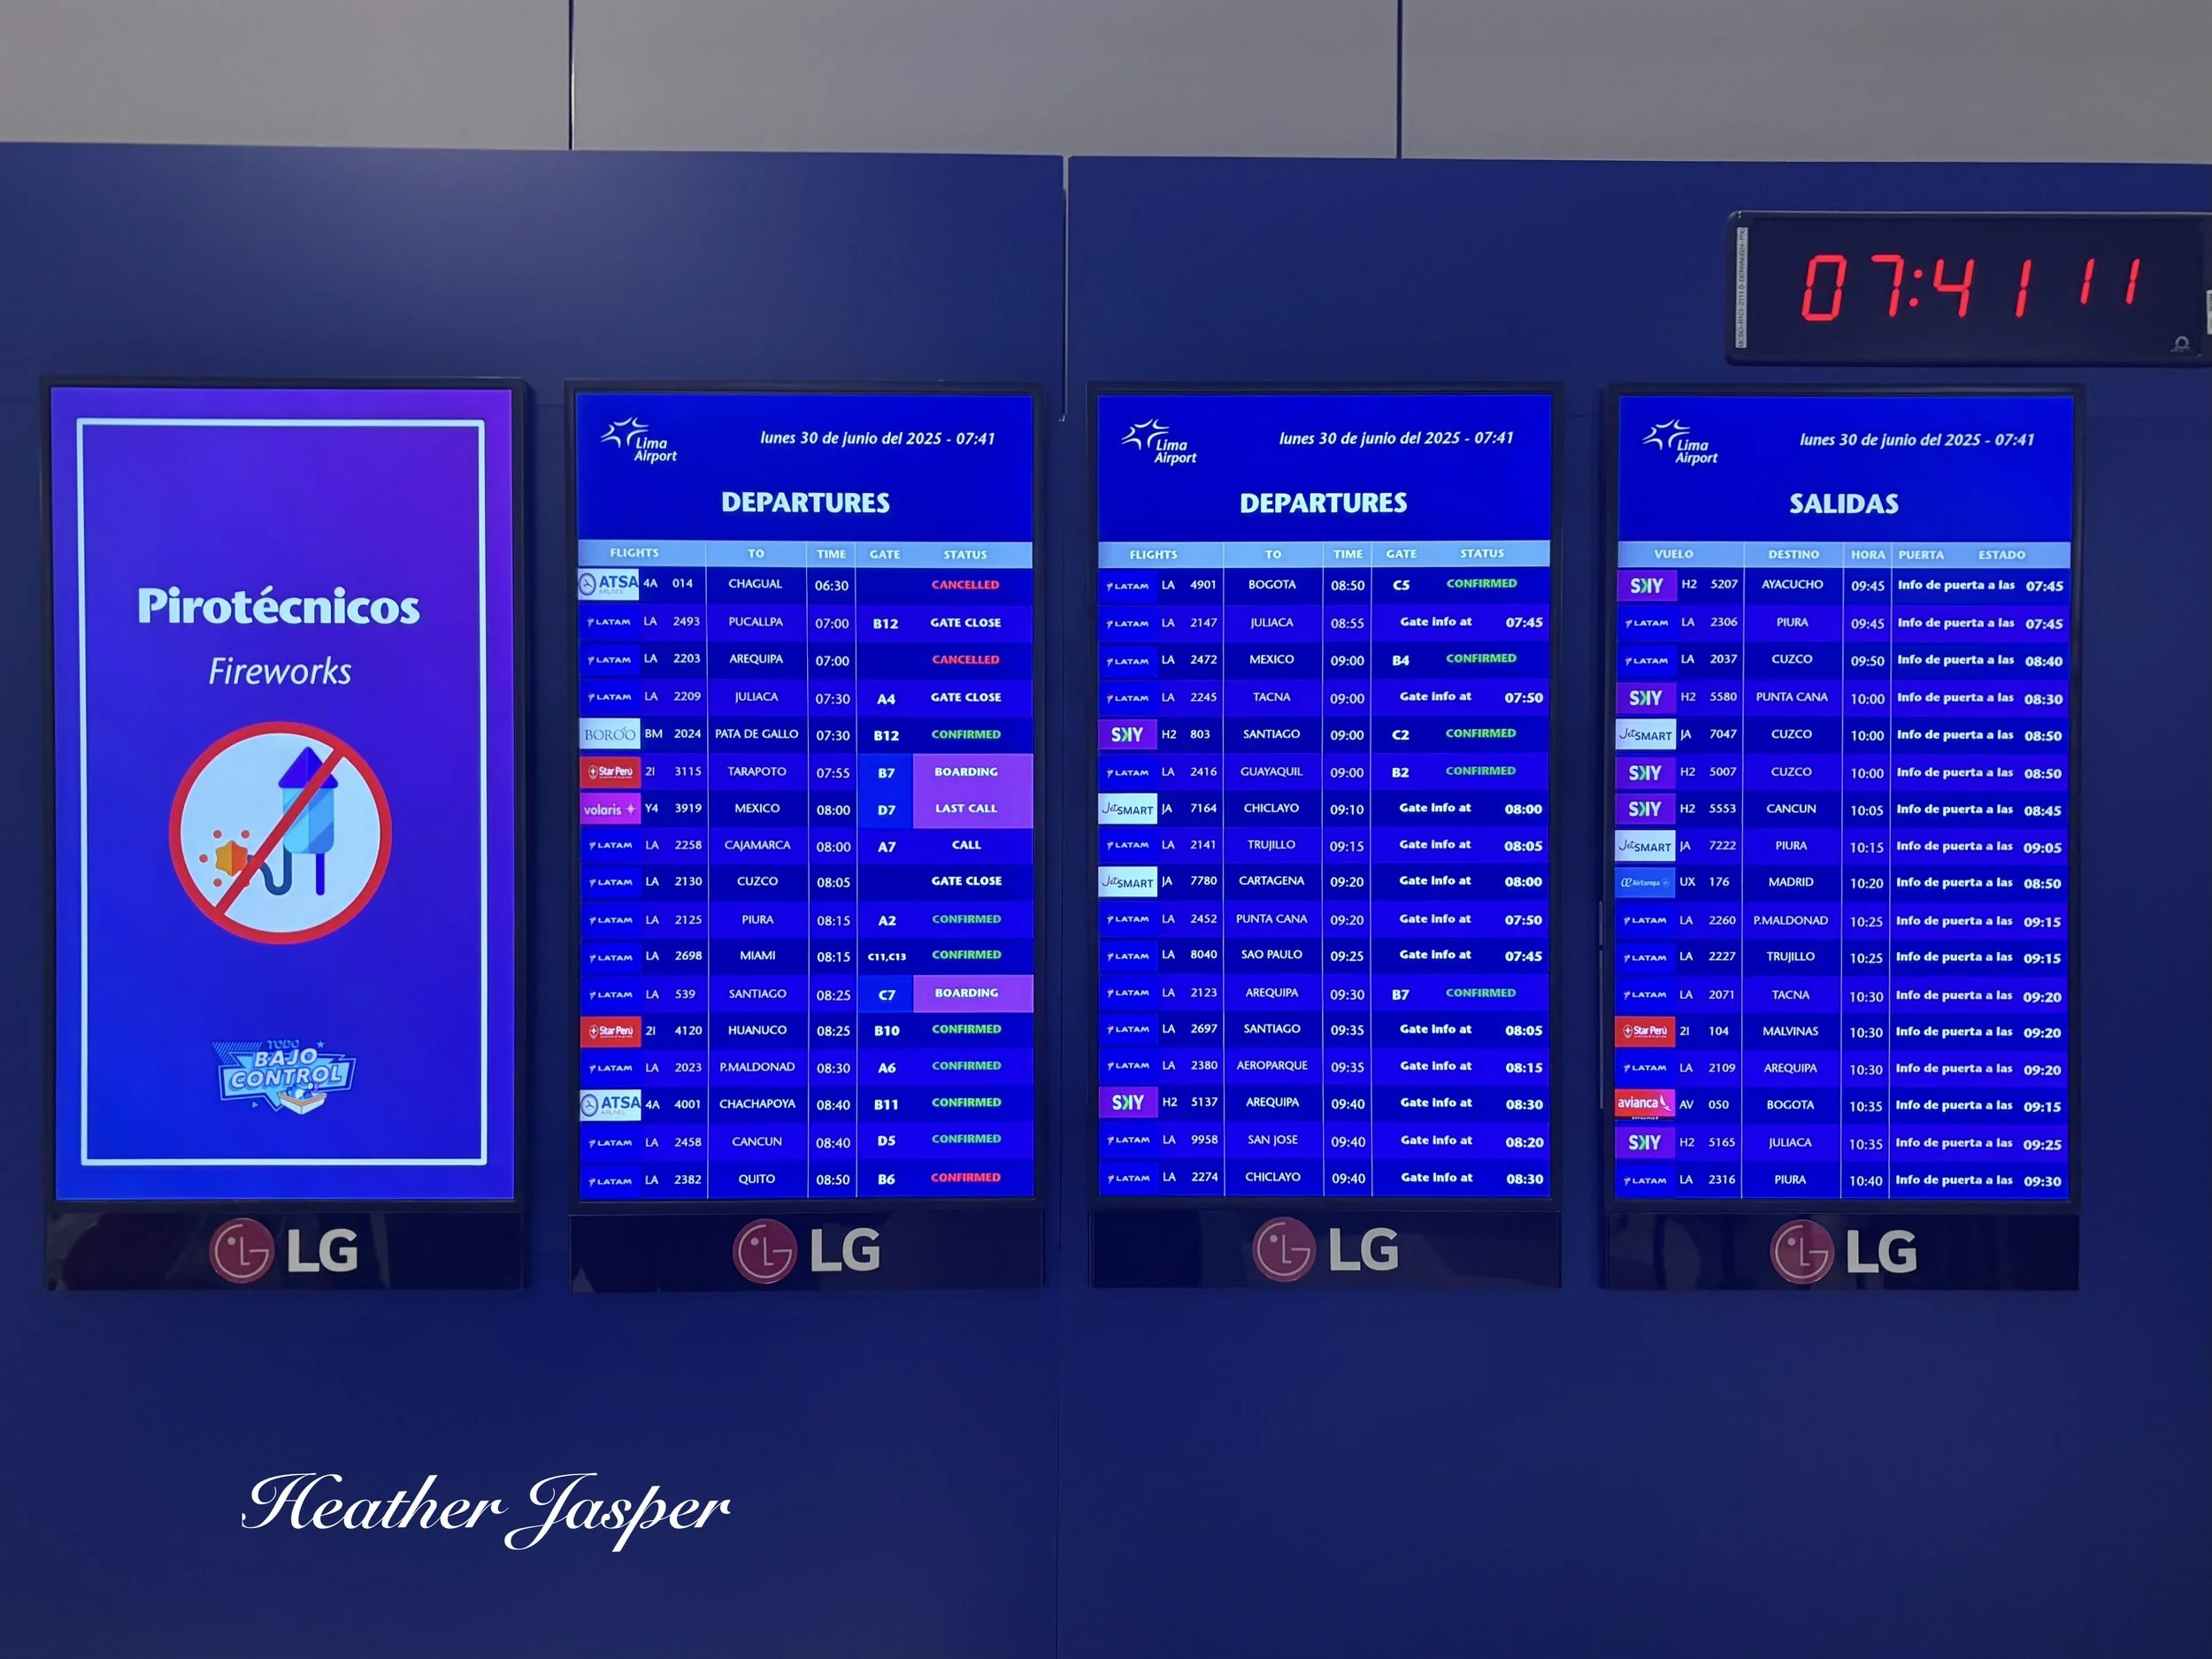 07:41 11
Pirotécnicos
Fireworks
TODO
BAJO
CONTROL
LG
Lima
Airport
lunes 30 de junio del 2025 - 07:41
DEPARTURES
FLIGHTS TO TIME GATE STATUS
ATSA AIRLINES 4A 014 CHAGUAL 06:30 CANCELLED
LATAM LA 2493 PUCALLPA 07:00 B12 GATE CLOSE
LATAM LA 2203 AREQUIPA 07:00 CANCELLED
LATAM LA 2209 JULIACA 07:30 A4 GATE CLOSE
BOROO BM 2024 PATA DE GALLO 07:30 B12 CONFIRMED
Star Perú 2I 3115 TARAPOTO 07:55 B7 BOARDING
volaris Y4 3919 MEXICO 08:00 D7 LAST CALL
LATAM LA 2258 CAJAMARCA 08:00 A7 CALL
LATAM LA 2130 CUZCO 08:05 GATE CLOSE
LATAM LA 2125 PIURA 08:15 A2 CONFIRMED
LATAM LA 2698 MIAMI 08:15 C11,C13 CONFIRMED
LATAM LA 539 SANTIAGO 08:25 C7 BOARDING
Star Perú 2I 4120 HUANUCO 08:25 B10 CONFIRMED
LATAM LA 2023 P.MALDONAD 08:30 A6 CONFIRMED
ATSA AIRLINES 4A 4001 CHACHAPOYA 08:40 B11 CONFIRMED
LATAM LA 2458 CANCUN 08:40 D5 CONFIRMED
LATAM LA 2382 QUITO 08:50 B6 CONFIRMED
LG
Lima
Airport
lunes 30 de junio del 2025 - 07:41
DEPARTURES
FLIGHTS TO TIME GATE STATUS
LATAM LA 4901 BOGOTA 08:50 C5 CONFIRMED
LATAM LA 2147 JULIACA 08:55 Gate info at 07:45
LATAM LA 2472 MEXICO 09:00 B4 CONFIRMED
LATAM LA 2245 TACNA 09:00 Gate info at 07:50
SKY H2 803 SANTIAGO 09:00 C2 CONFIRMED
LATAM LA 2416 GUAYAQUIL 09:00 B2 CONFIRMED
JetSMART JA 7164 CHICLAYO 09:10 Gate info at 08:00
LATAM LA 2141 TRUJILLO 09:15 Gate info at 08:05
JetSMART JA 7780 CARTAGENA 09:20 Gate info at 08:00
LATAM LA 2452 PUNTA CANA 09:20 Gate info at 07:50
LATAM LA 8040 SAO PAULO 09:25 Gate info at 07:45
LATAM LA 2123 AREQUIPA 09:30 B7 CONFIRMED
LATAM LA 2697 SANTIAGO 09:35 Gate info at 08:05
LATAM LA 2380 AEROPARQUE 09:35 Gate info at 08:15
SKY H2 5137 AREQUIPA 09:40 Gate info at 08:30
LATAM LA 9958 SAN JOSE 09:40 Gate info at 08:20
LATAM LA 2274 CHICLAYO 09:40 Gate info at 08:30
LG
Lima
Airport
lunes 30 de junio del 2025 - 07:41
SALIDAS
VUELO DESTINO HORA PUERTA ESTADO
SKY H2 5207 AYACUCHO 09:45 Info de puerta a las 07:45
LATAM LA 2306 PIURA 09:45 Info de puerta a las 07:45
LATAM LA 2037 CUZCO 09:50 Info de puerta a las 08:40
SKY H2 5580 PUNTA CANA 10:00 Info de puerta a las 08:30
JetSMART JA 7047 CUZCO 10:00 Info de puerta a las 08:50
SKY H2 5007 CUZCO 10:00 Info de puerta a las 08:50
SKY H2 5553 CANCUN 10:05 Info de puerta a las 08:45
JetSMART JA 7222 PIURA 10:15 Info de puerta a las 09:05
AirEuropa UX 176 MADRID 10:20 Info de puerta a las 08:50
LATAM LA 2260 P.MALDONAD 10:25 Info de puerta a las 09:15
LATAM LA 2227 TRUJILLO 10:25 Info de puerta a las 09:15
LATAM LA 2071 TACNA 10:30 Info de puerta a las 09:20
Star Perú 2I 104 MALVINAS 10:30 Info de puerta a las 09:20
LATAM LA 2109 AREQUIPA 10:30 Info de puerta a las 09:20
avianca AV 050 BOGOTA 10:35 Info de puerta a las 09:15
SKY H2 5165 JULIACA 10:35 Info de puerta a las 09:25
LATAM LA 2316 PIURA 10:40 Info de puerta a las 09:30
LG
Heather Jasper